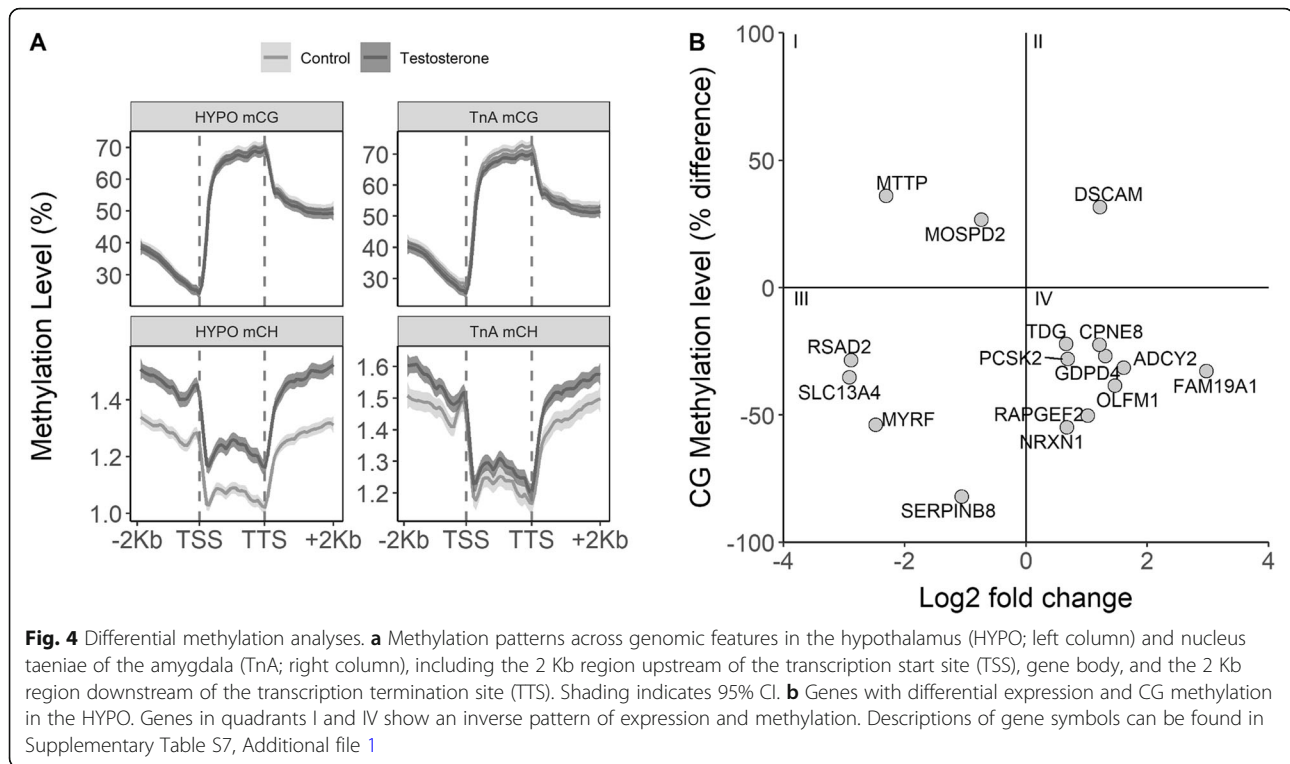 A
Control
Testosterone
HYPO mCG
TnA mCG
70
60
50
40
30
70
60
50
40
30
HYPO mCH
TnA mCH
1.4
1.2
1.0
1.6
1.5
1.4
1.3
1.2
Methylation Level (%)
-2Kb TSS TTS +2Kb
-2Kb TSS TTS +2Kb
B
I
II
III
IV
100
50
0
-50
-100
CG Methylation level (% difference)
MTTP
MOSPD2
DSCAM
RSAD2
SLC13A4
MYRF
SERPINB8
TDG
CPNE8
PCSK2
GDPD4
ADCY2
FAM19A1
OLFM1
RAPGEF2
NRXN1
-4 -2 0 2 4
Log2 fold change
Fig. 4 Differential methylation analyses. a Methylation patterns across genomic features in the hypothalamus (HYPO; left column) and nucleus
taeniae of the amygdala (TnA; right column), including the 2 Kb region upstream of the transcription start site (TSS), gene body, and the 2 Kb
region downstream of the transcription termination site (TTS). Shading indicates 95% CI. b Genes with differential expression and CG methylation
in the HYPO. Genes in quadrants I and IV show an inverse pattern of expression and methylation. Descriptions of gene symbols can be found in
Supplementary Table S7, Additional file 1